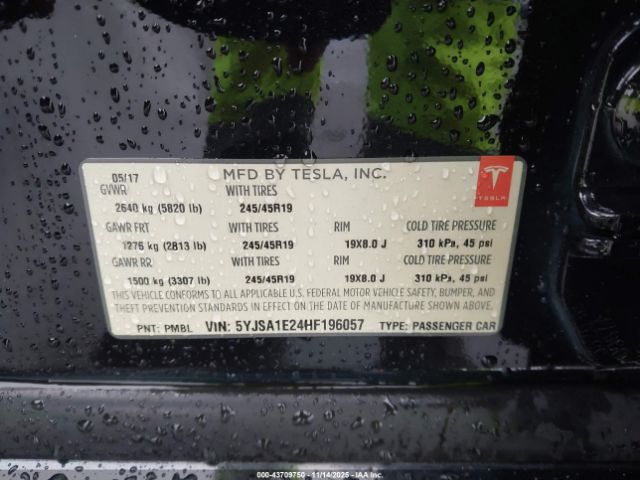 05/17 MFD BY TESLA, INC.
GVWR WITH TIRES
2640 kg (5820 lb) 245/45R19
GAWR FRT WITH TIRES RIM COLD TIRE PRESSURE
1276 kg (2813 lb) 245/45R19 19X8.0 J 310 kPa, 45 psi
GAWR RR WITH TIRES RIM COLD TIRE PRESSURE
1500 kg (3307 lb) 245/45R19 19X8.0 J 310 kPa, 45 psi
THIS VEHICLE CONFORMS TO ALL APPLICABLE U.S. FEDERAL MOTOR VEHICLE SAFETY, BUMPER, AND
THEFT PREVENTION STANDARDS IN EFFECT ON THE DATE OF MANUFACTURE SHOWN ABOVE.
PNT: PMBL VIN: 5YJSA1E24HF196057 TYPE: PASSENGER CAR
TESLA
© IAA - 43709750 - 11/14/2025 - IAAI.COM